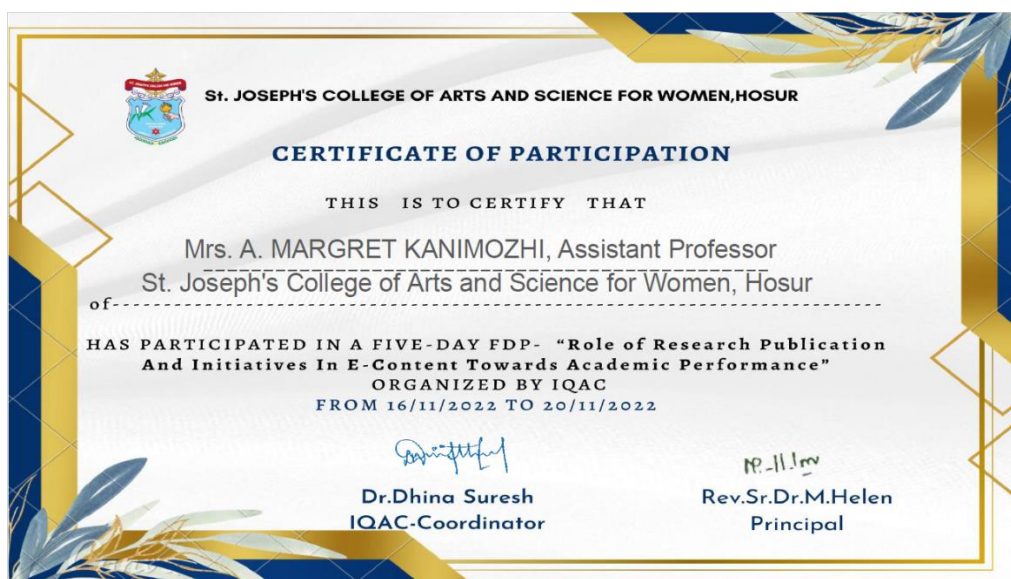 St. JOSEPH'S COLLEGE OF ARTS AND SCIENCE FOR WOMEN,HOSUR
CERTIFICATE OF PARTICIPATION
THIS IS TO CERTIFY THAT
Mrs. A. MARGRET KANIMOZHI, Assistant Professor
St. Joseph's College of Arts and Science for Women, Hosur
of
HAS PARTICIPATED IN A FIVE-DAY FDP- “Role of Research Publication
And Initiatives In E-Content Towards Academic Performance”
ORGANIZED BY IQAC
FROM 16/11/2022 TO 20/11/2022
Dr.Dhina Suresh
IQAC-Coordinator
Rev.Sr.Dr.M.Helen
Principal